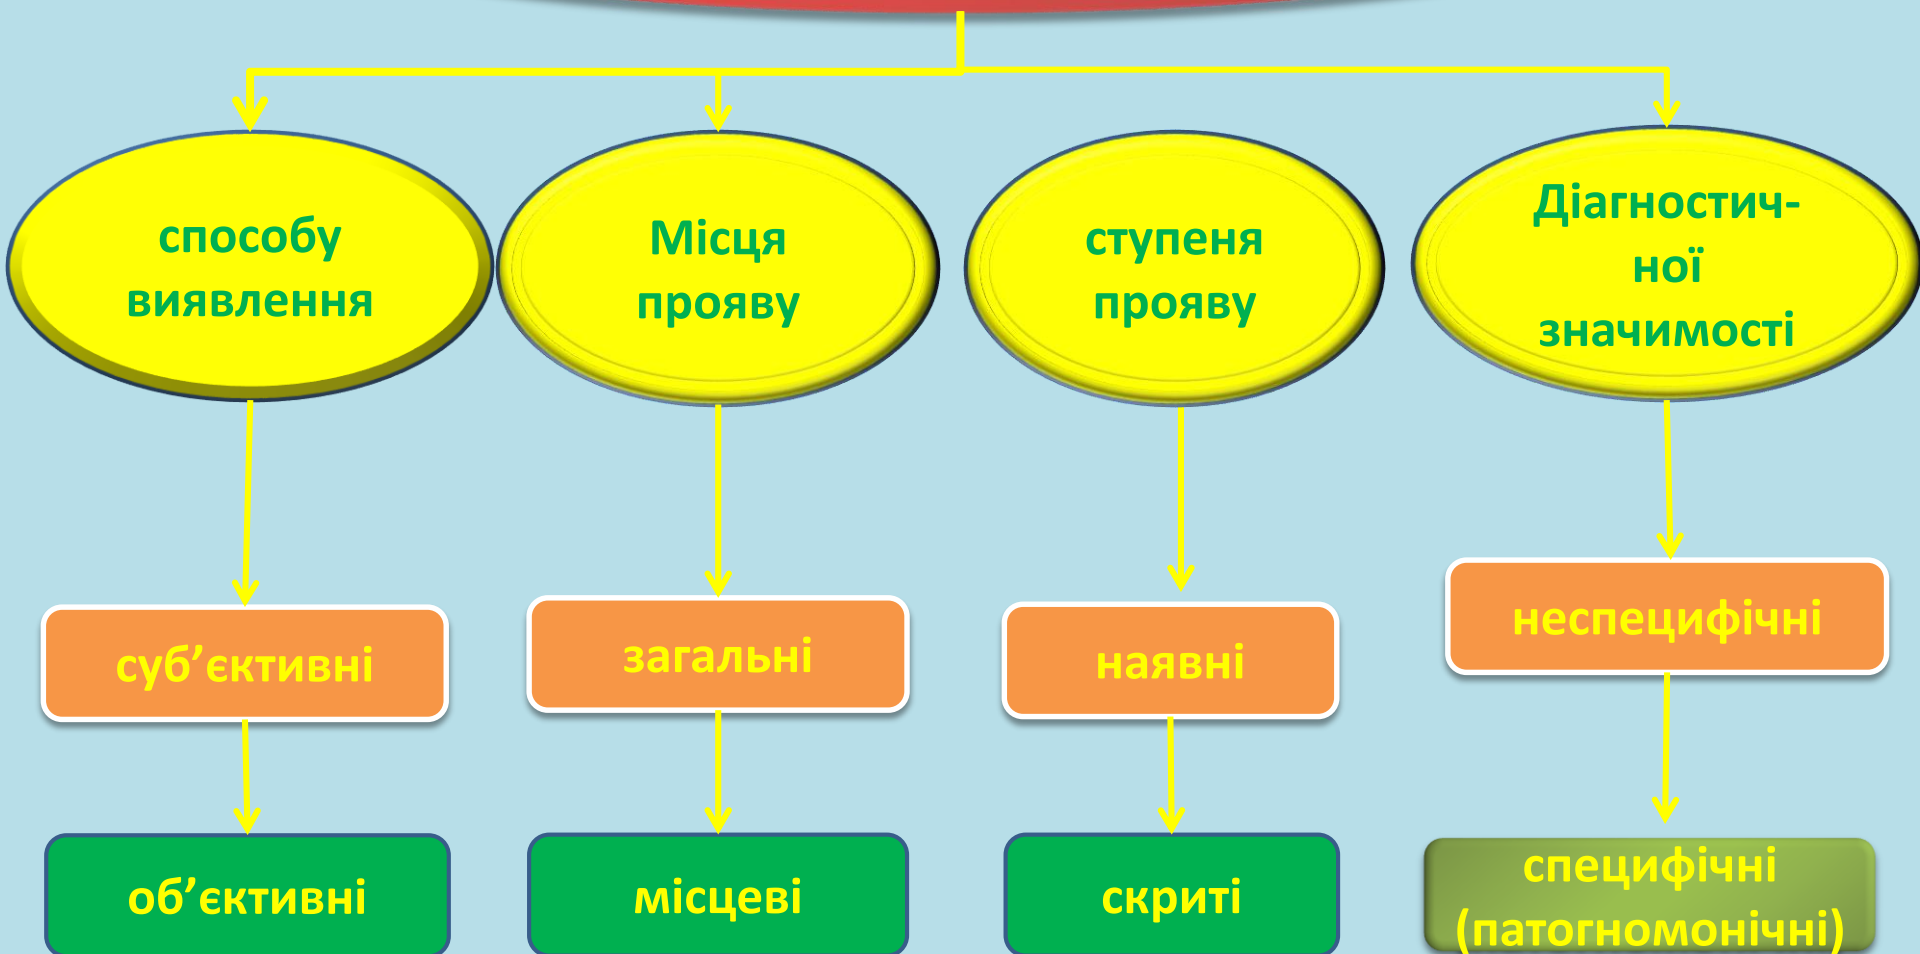 способу
виявлення
Місця
прояву
ступеня
прояву
Діагностич-
ної
значимості
суб’єктивні
загальні
наявні
неспецифічні
об’єктивні
місцеві
скриті
специфічні
(патогномонічні)